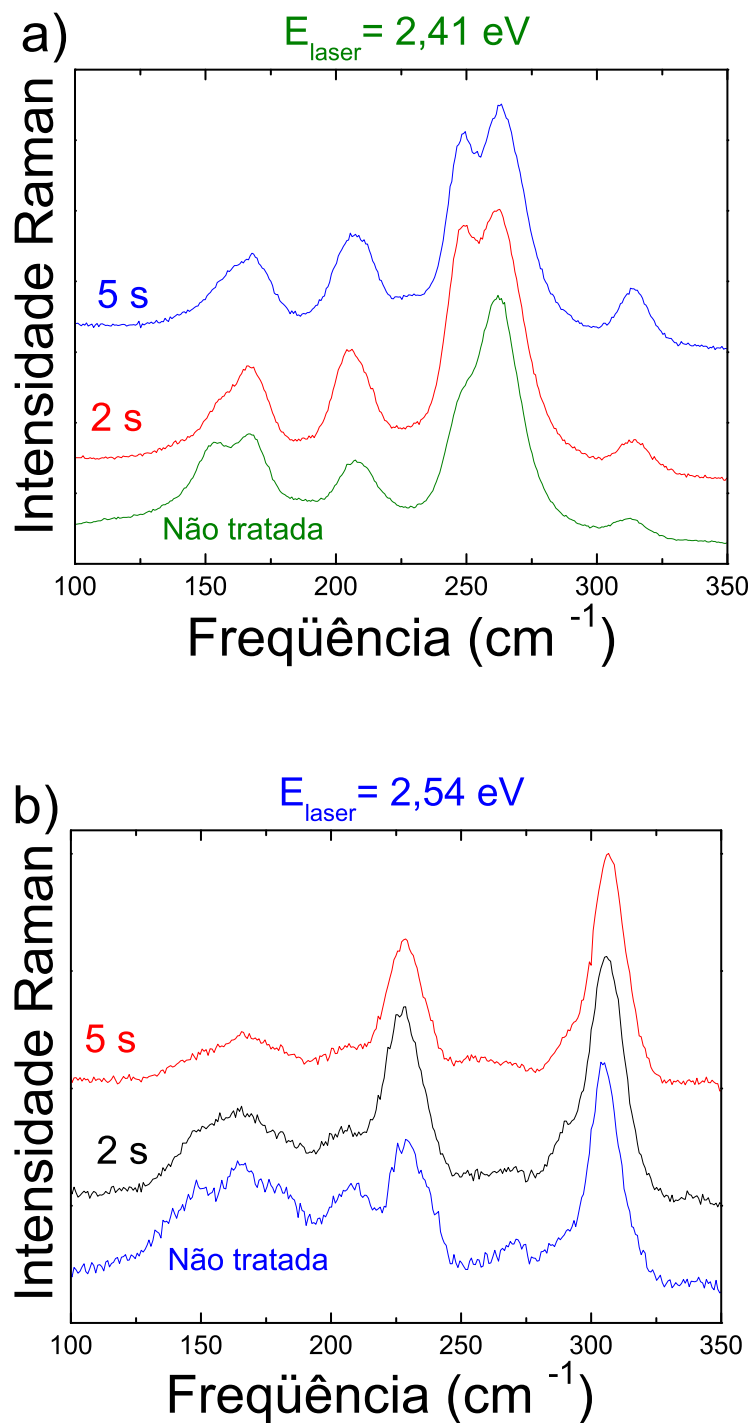 a)
E_laser = 2,41 eV
Intensidade Raman
5 s
2 s
Não tratada
100 150 200 250 300 350
Freqüência (cm ⁻¹)
b)
E_laser = 2,54 eV
Intensidade Raman
5 s
2 s
Não tratada
100 150 200 250 300 350
Freqüência (cm ⁻¹)